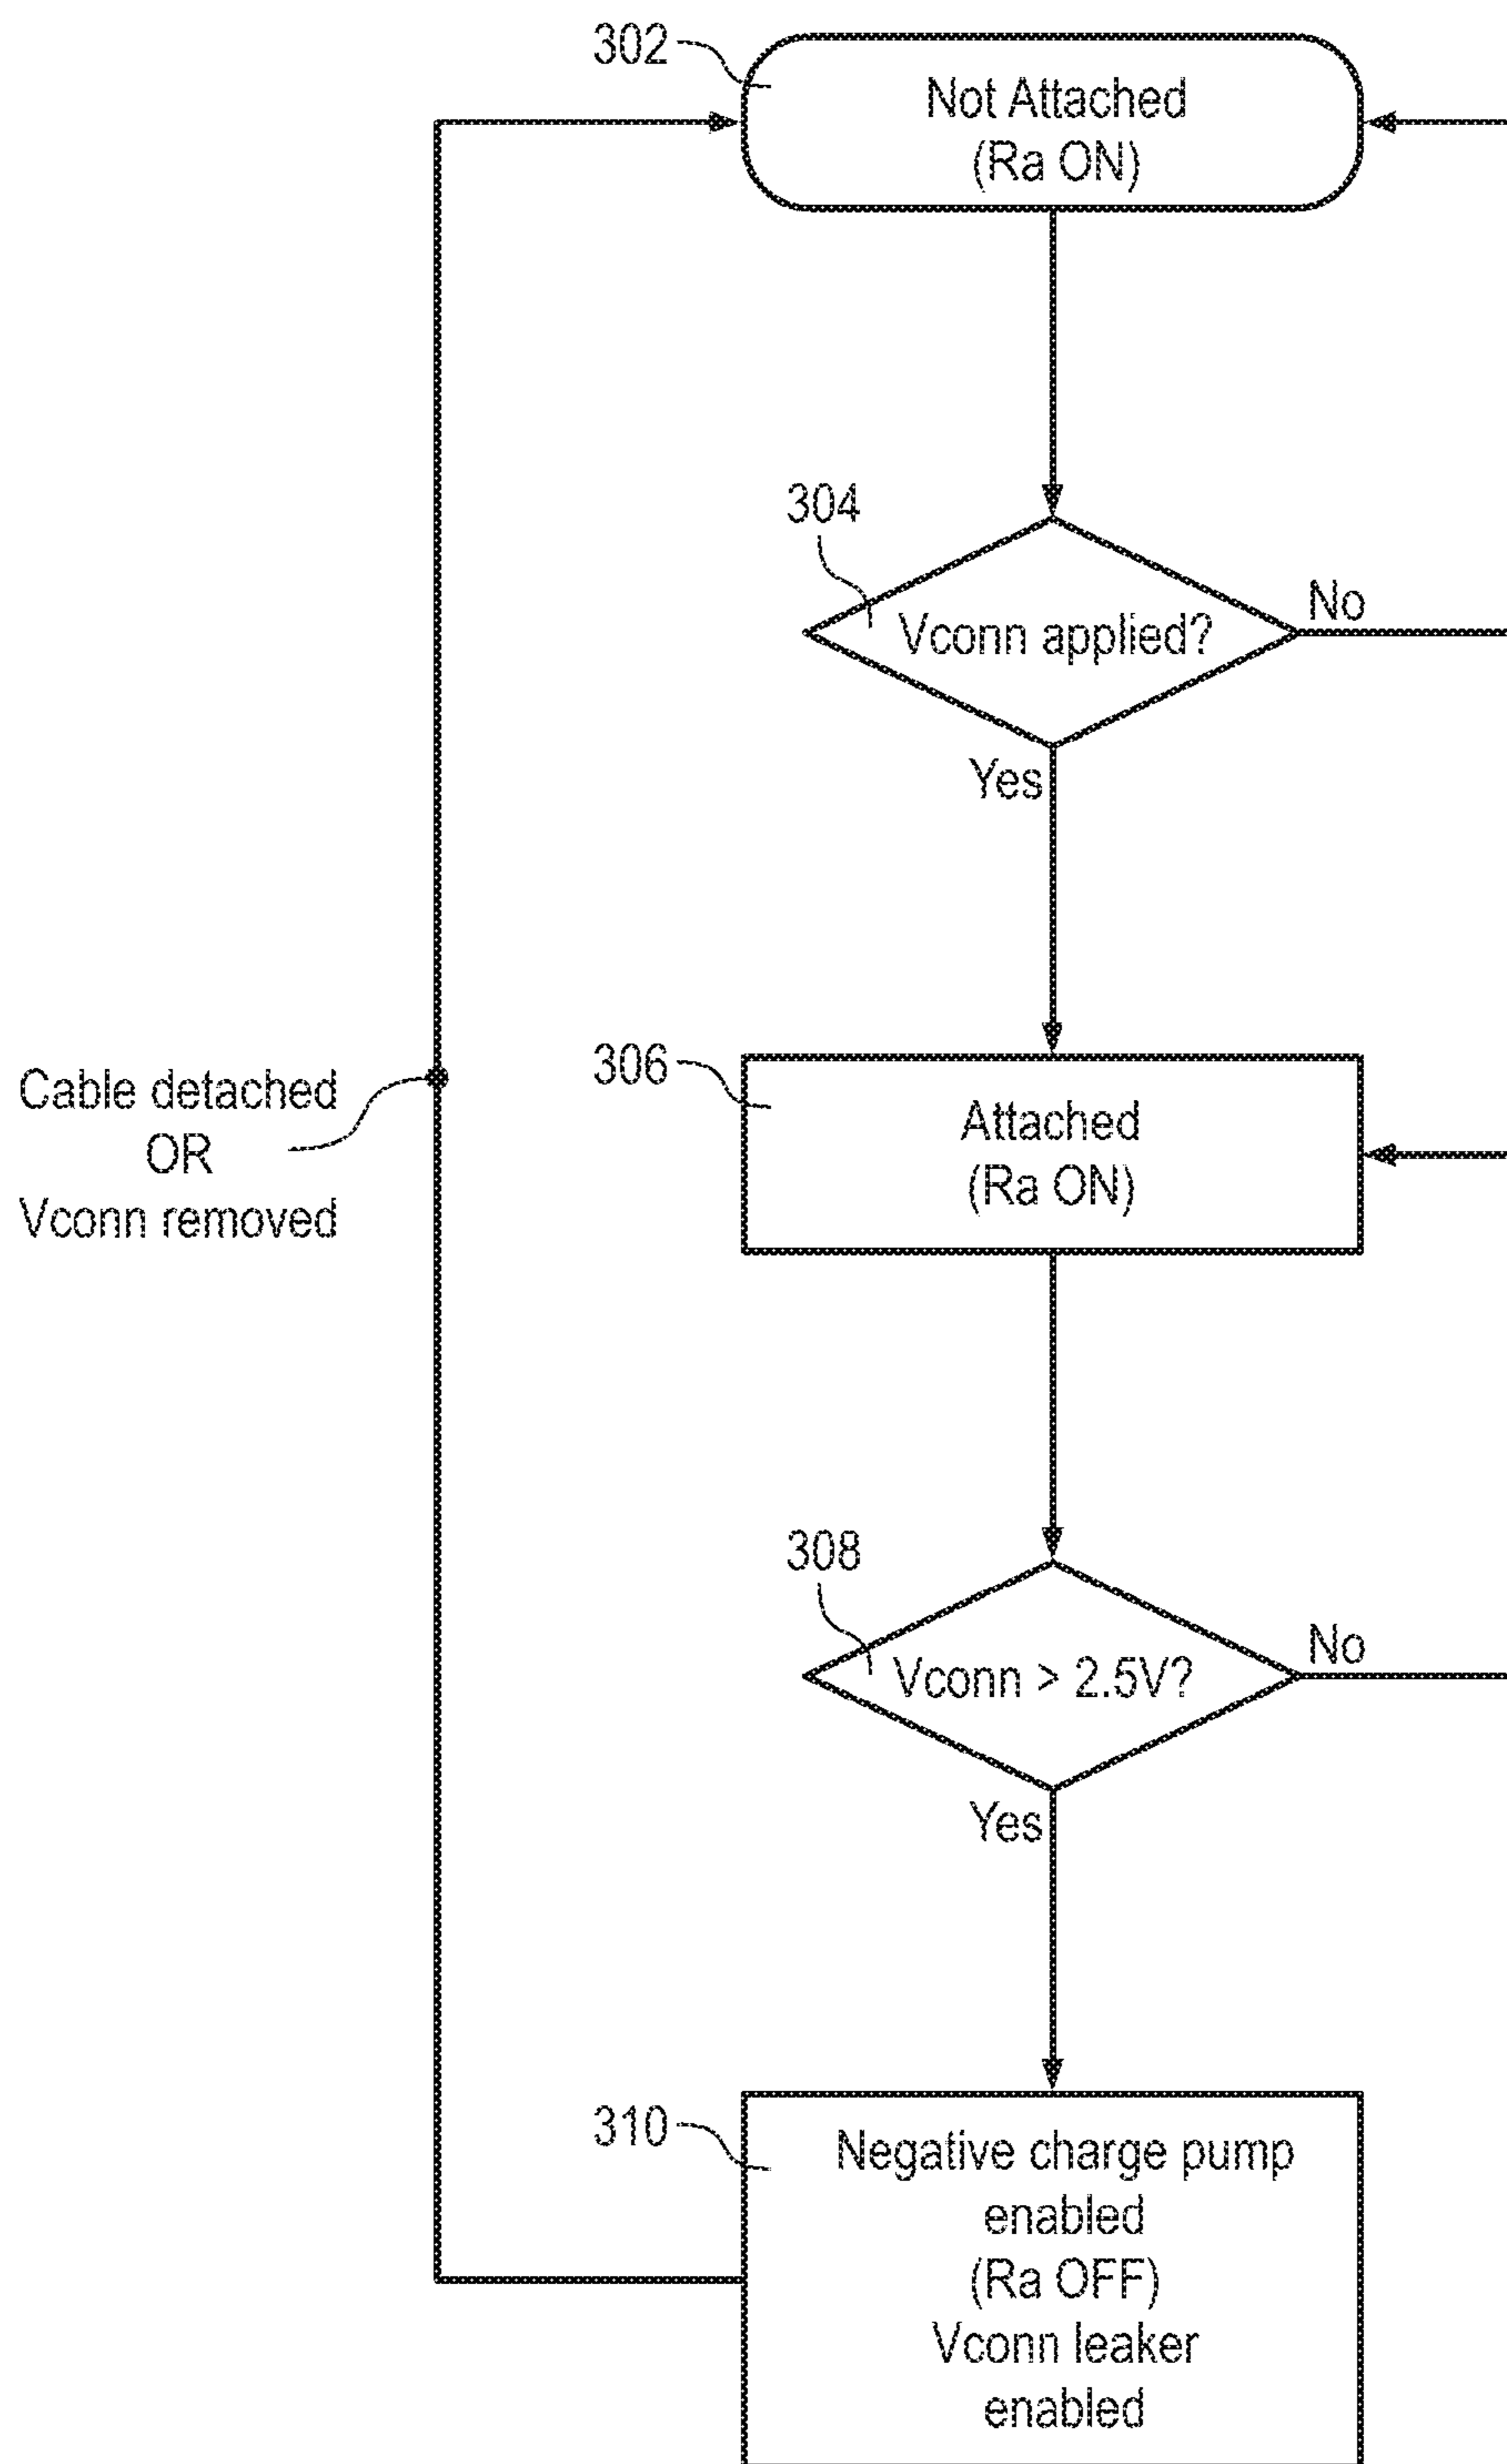 302
Not Attached
(Ra ON)
304
Vconn applied?
No
Yes
306
Attached
(Ra ON)
Cable detached
OR
Vconn removed
308
Vconn > 2.5V?
No
Yes
310
Negative charge pump
enabled
(Ra OFF)
Vconn leaker
enabled